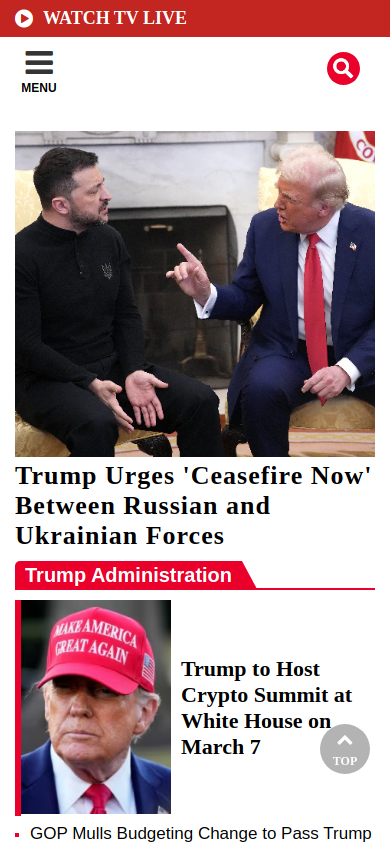 WATCH TV LIVE
MENU
CO
Trump Urges 'Ceasefire Now'
Between Russian and
Ukrainian Forces
Trump Administration
MAKE AMERICA
GREAT AGAIN
Trump to Host
Crypto Summit at
White House on
March 7
TOP
GOP Mulls Budgeting Change to Pass Trump